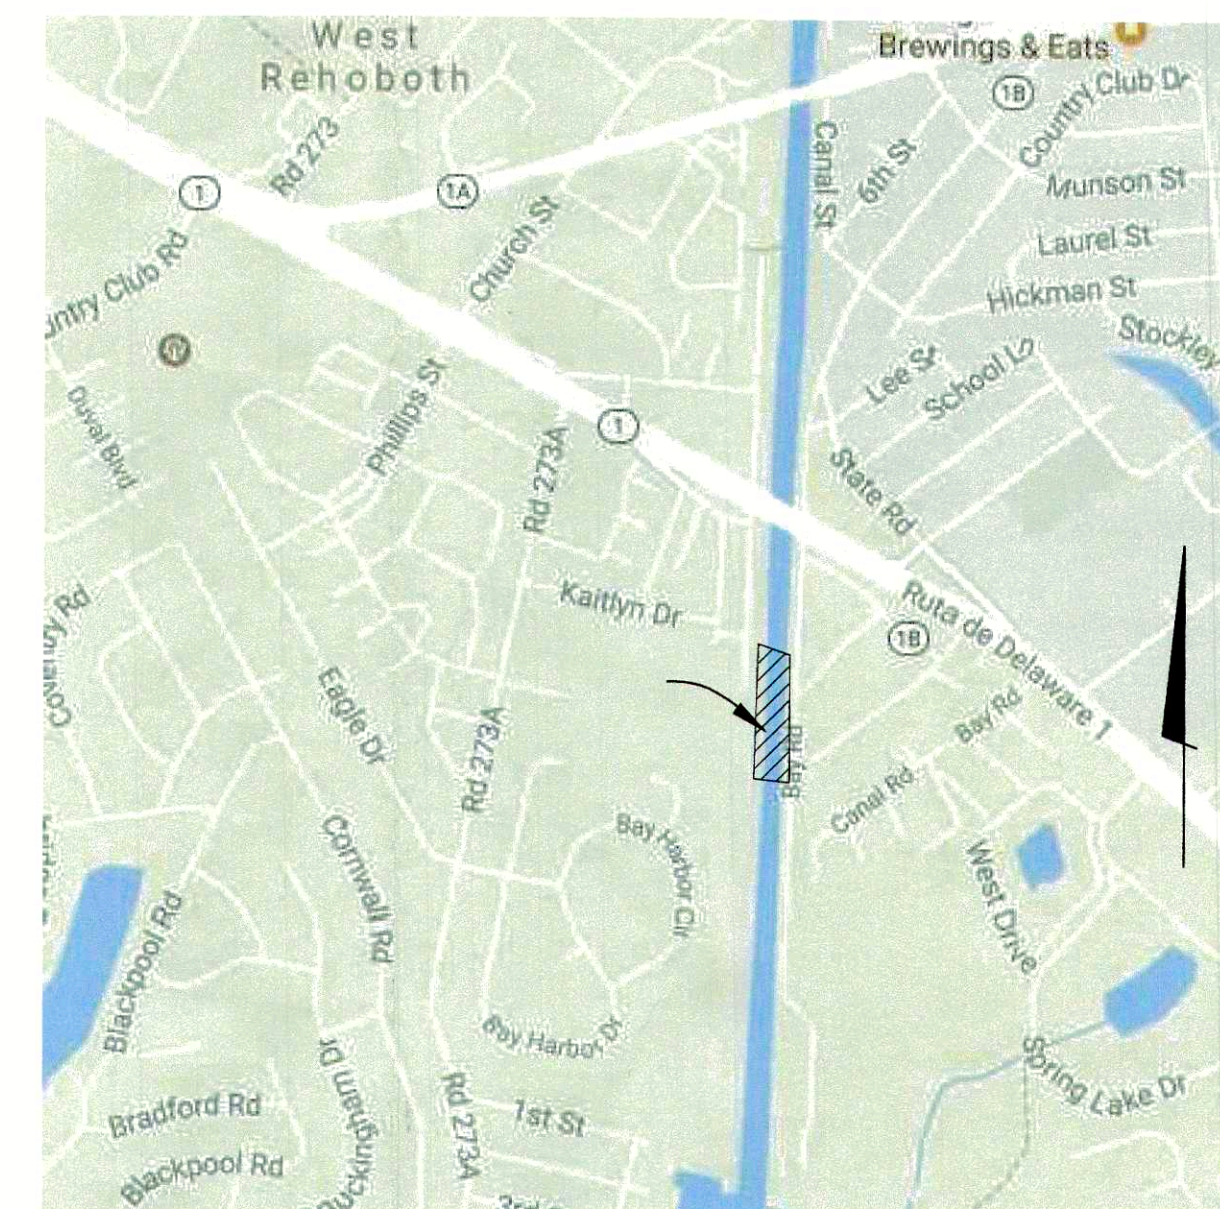 West
Rehoboth
Brewings & Eats
1B
Country Club Dr
Rd 273
Canal St
6th St
Munson St
1
1A
Church St
Laurel St
untry Club Rd
Hickman St
Stockley
Lee St
School Ln
Duval Blvd
Phillips St
Rd 273A
1
State Rd
Kaitlyn Dr
Ruta de Delaware 1
1B
Coventry Rd
Eagle Dr
Rd 273A
Bay Rd
Bay Rd
Canal Rd
Cornwall Rd
Bay Harbor Cir
West Drive
Blackpool Rd
Bay Harbor Dr
Spring Lake Dr
Buckingham Dr
Rd 273A
Bradford Rd
1st St
Blackpool Rd